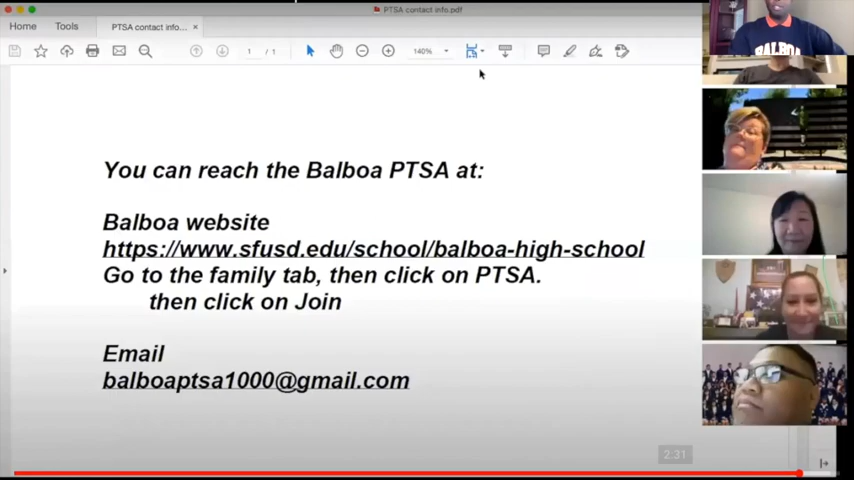 PTSA contact info.pdf
Home Tools PTSA contact info... ×
1 / 1 140%
BALBOA
You can reach the Balboa PTSA at:
Balboa website
https://www.sfusd.edu/school/balboa-high-school
Go to the family tab, then click on PTSA.
then click on Join
Email
balboaptsa1000@gmail.com
2:31